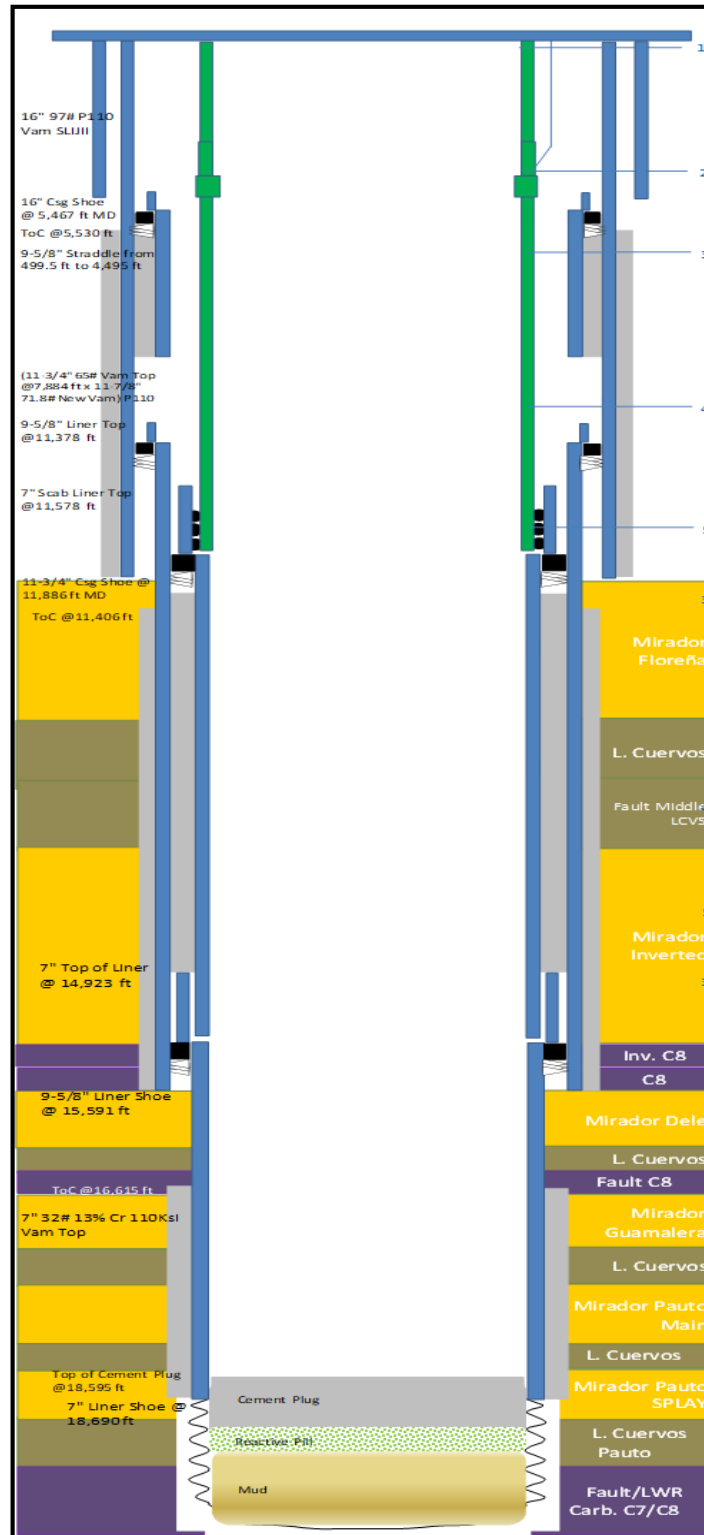 16" 97# P110
Vam SLIJII
16" Csg Shoe
@ 5,467 ft MD
ToC @5,530 ft
9-5/8" Straddle from
499.5 ft to 4,495 ft
(11-3/4" 65# Vam Top
@7,884 ft x 11-7/8"
71.8# New Vam) P110
9-5/8" Liner Top
@11,378 ft
7" Scab Liner Top
@11,578 ft
11-3/4" Csg Shoe @
11,886 ft MD
ToC @11,406 ft
7" Top of Liner
@ 14,923 ft
9-5/8" Liner Shoe
@ 15,591 ft
ToC @16,615 ft
7" 32# 13% Cr 110Ksi
Vam Top
Top of Cement Plug
@18,595 ft
7" Liner Shoe @
18,690 ft
Cement Plug
Reactive Pill
Mud
1
2
3
4
Mirador
Floreña
L. Cuervos
Fault Middle
LCVS
Mirador
Inverted
Inv. C8
C8
Mirador Dele
L. Cuervos
Fault C8
Mirador
Guamalera
L. Cuervos
Mirador Pauto
Main
L. Cuervos
Mirador Pauto
SPLAY
L. Cuervos
Pauto
Fault/LWR
Carb. C7/C8